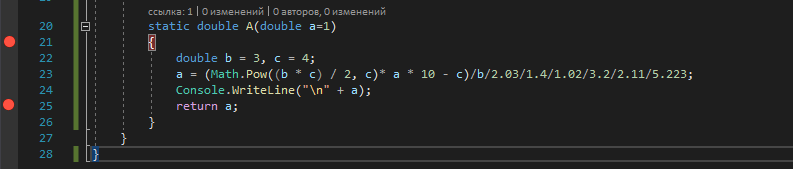 ссылка: 1 | 0 изменений | 0 авторов, 0 изменений
20 static double A(double a=1)
21 {
22 double b = 3, c = 4;
23 a = (Math.Pow((b * c) / 2, c)* a * 10 - c)/b/2.03/1.4/1.02/3.2/2.11/5.223;
24 Console.WriteLine("\n" + a);
25 return a;
26 }
27 }
28 }